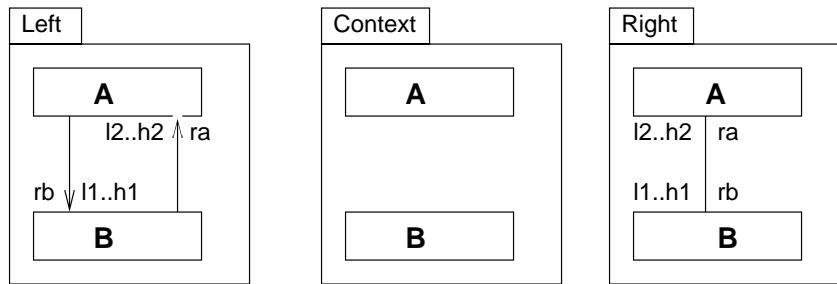 Left
A
l2..h2 ra
rb l1..h1
B
Context
A
B
Right
A
l2..h2 ra
l1..h1 rb
B